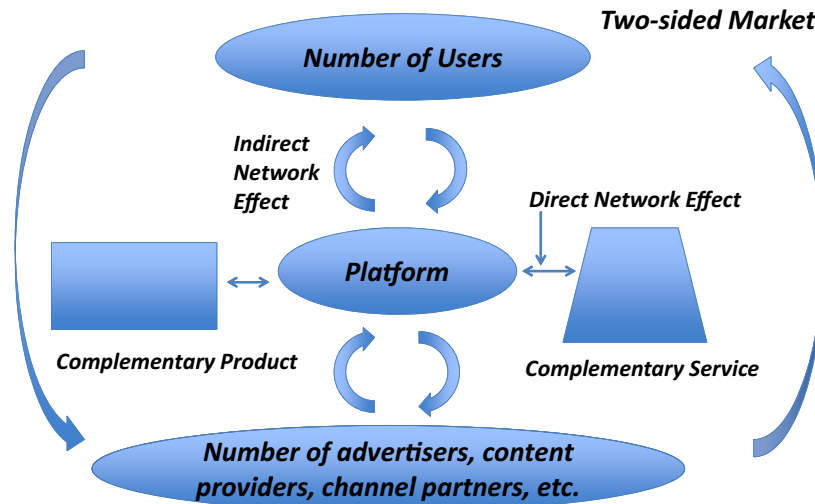 Two-sided Market
Number of Users
Indirect
Network
Effect
Direct Network Effect
Platform
Complementary Product
Complementary Service
Number of advertisers, content
providers, channel partners, etc.